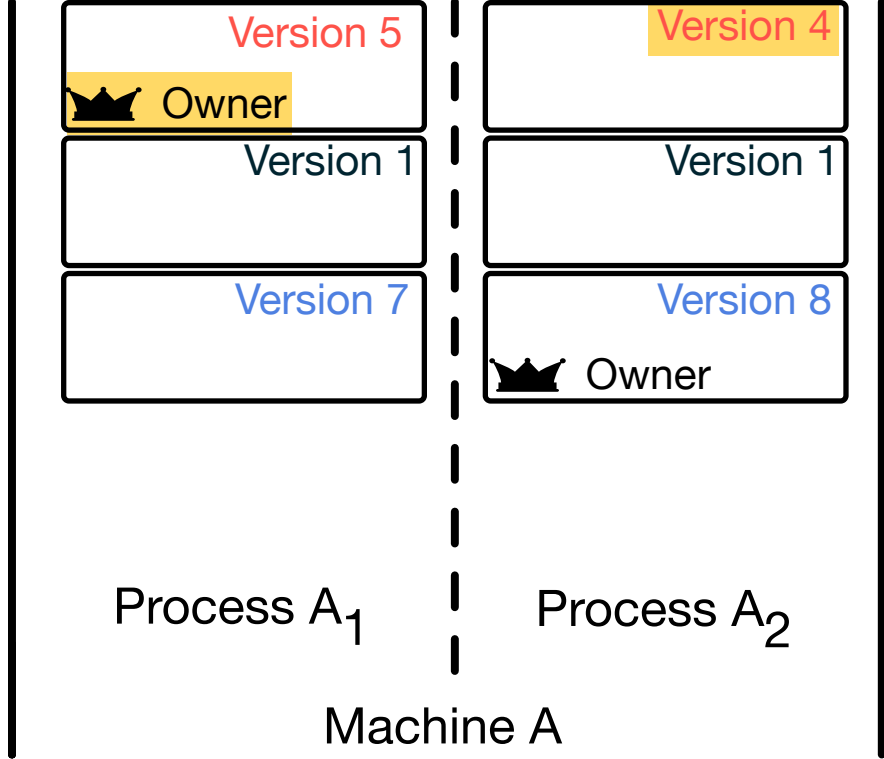 Version 5
Owner
Version 1
Version 7
Process A₁
Version 4
Version 1
Version 8
Owner
Process A₂
Machine A